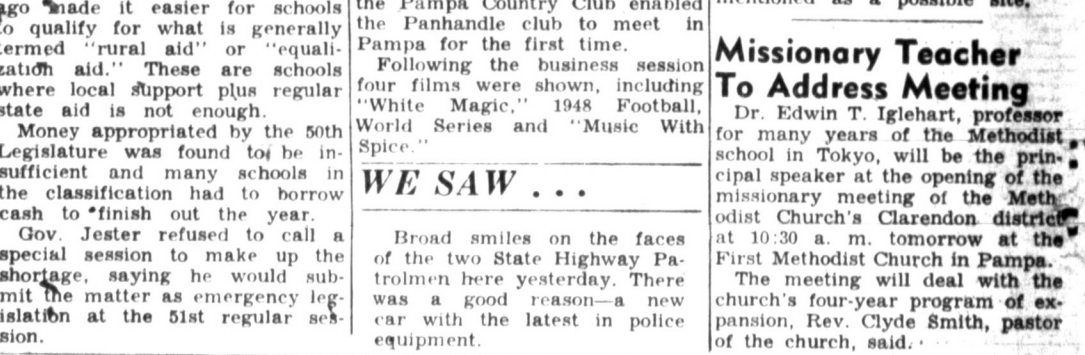 ago made it easier for schools
to qualify for what is generally
termed "rural aid" or "equali-
zation aid." These are schools
where local support plus regular
state aid is not enough.
Money appropriated by the 50th
Legislature was found to be in-
sufficient and many schools in
the classification had to borrow
cash to finish out the year.
Gov. Jester refused to call a
special session to make up the
shortage, saying he would sub-
mit the matter as emergency leg-
islation at the 51st regular ses-
sion.
the Pampa Country Club enabled
the Panhandle club to meet in
Pampa for the first time.
Following the business session
four films were shown, including
"White Magic," 1948 Football,
World Series and "Music With
Spice."
WE SAW . . .
Broad smiles on the faces
of the two State Highway Pa-
trolmen here yesterday. There
was a good reason—a new
car with the latest in police
equipment.
mentioned as a possible site.
Missionary Teacher
To Address Meeting
Dr. Edwin T. Iglehart, professor
for many years of the Methodist
school in Tokyo, will be the prin-
cipal speaker at the opening of the
missionary meeting of the Meth-
odist Church's Clarendon district
at 10:30 a. m. tomorrow at the
First Methodist Church in Pampa.
The meeting will deal with the
church's four-year program of ex-
pansion, Rev. Clyde Smith, pastor
of the church, said.